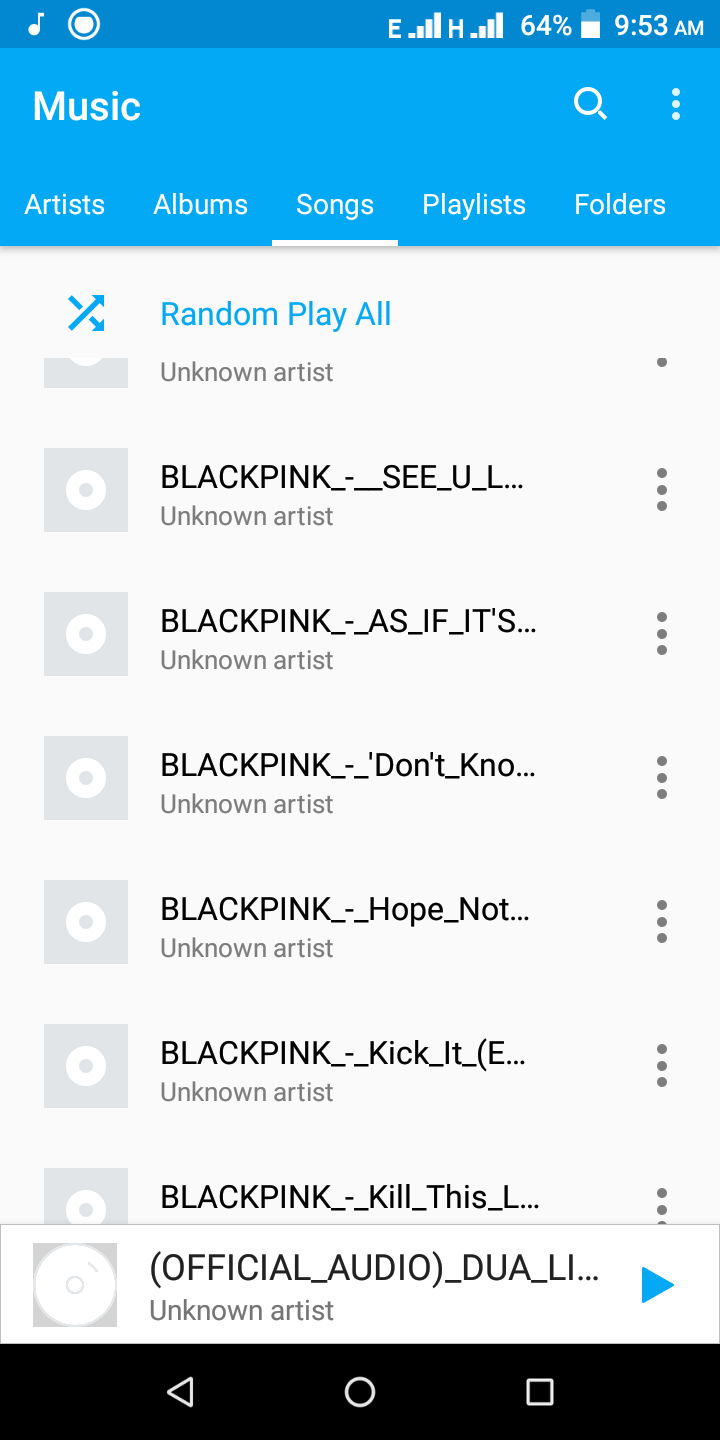 E H 64% 9:53 AM
Music
Artists Albums Songs Playlists Folders
Random Play All
Unknown artist
BLACKPINK_-__SEE_U_L...
Unknown artist
BLACKPINK_-_AS_IF_IT'S...
Unknown artist
BLACKPINK_-_'Don't_Kno...
Unknown artist
BLACKPINK_-_Hope_Not...
Unknown artist
BLACKPINK_-_Kick_It_(E...
Unknown artist
BLACKPINK_-_Kill_This_L...
(OFFICIAL_AUDIO)_DUA_LI...
Unknown artist